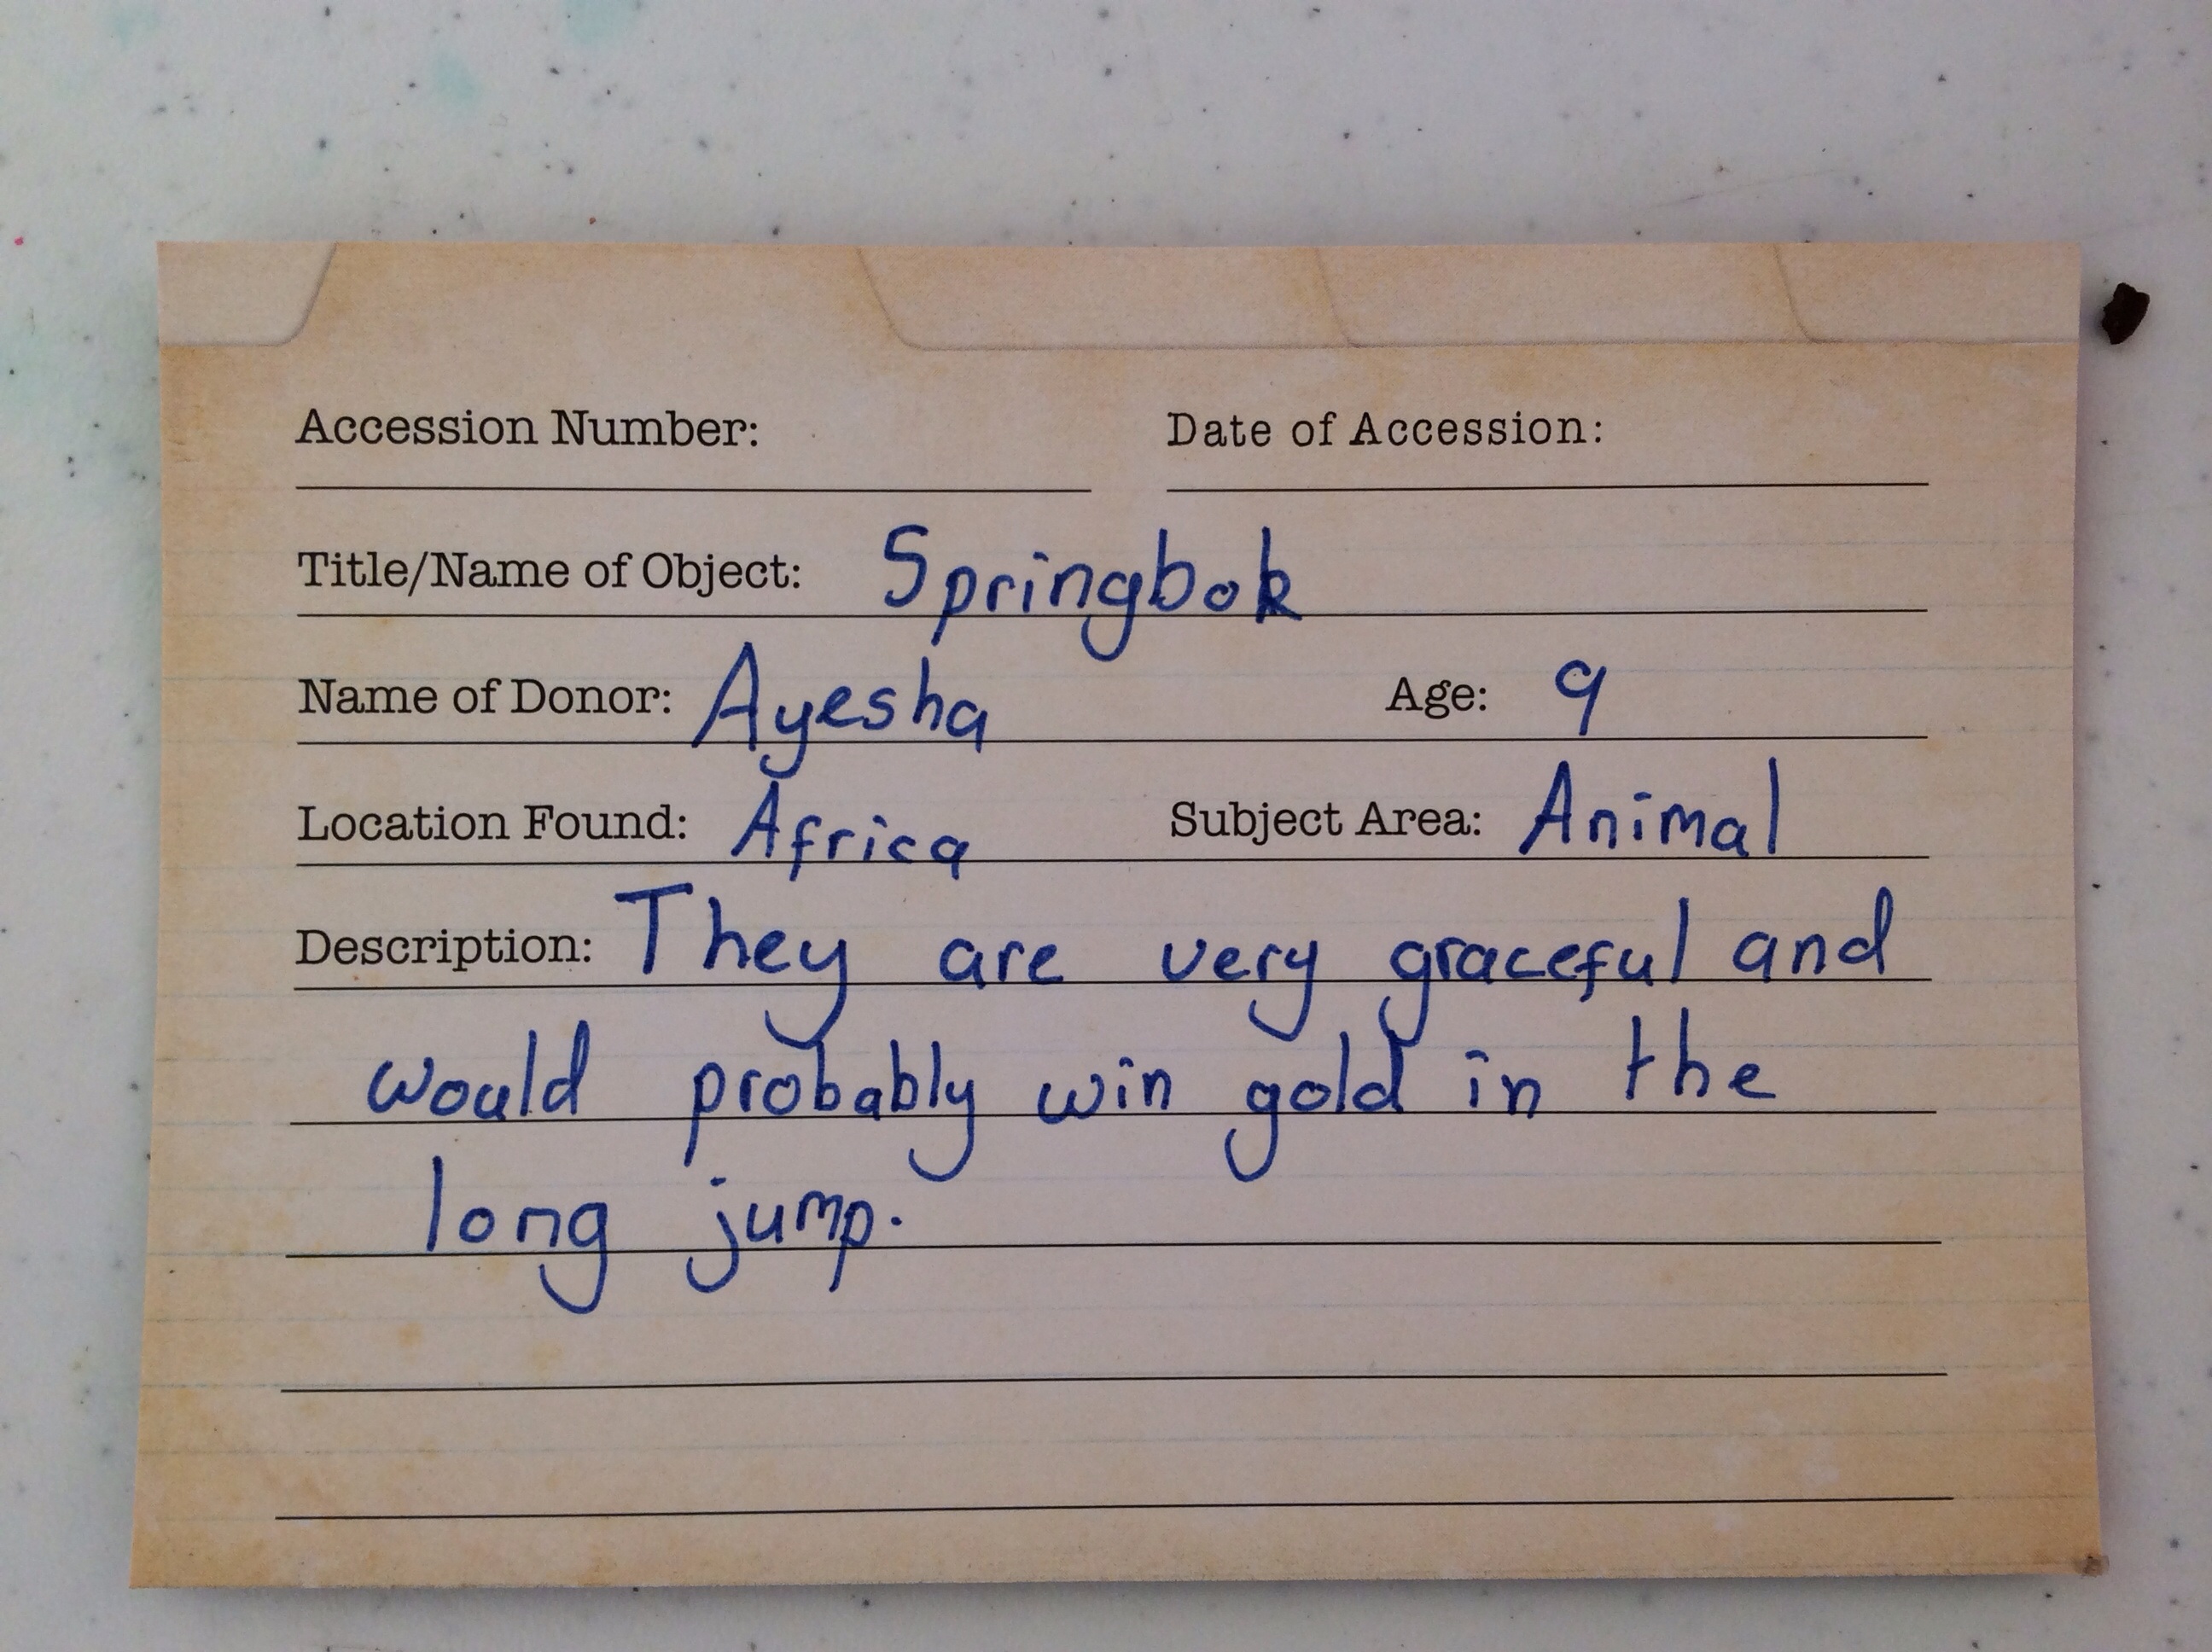 Accession Number: Date of Accession:
Title/Name of Object: Springbok
Name of Donor: Ayesha Age: 9
Location Found: Africa Subject Area: Animal
Description: They are very graceful and
would probably win gold in the
long jump.